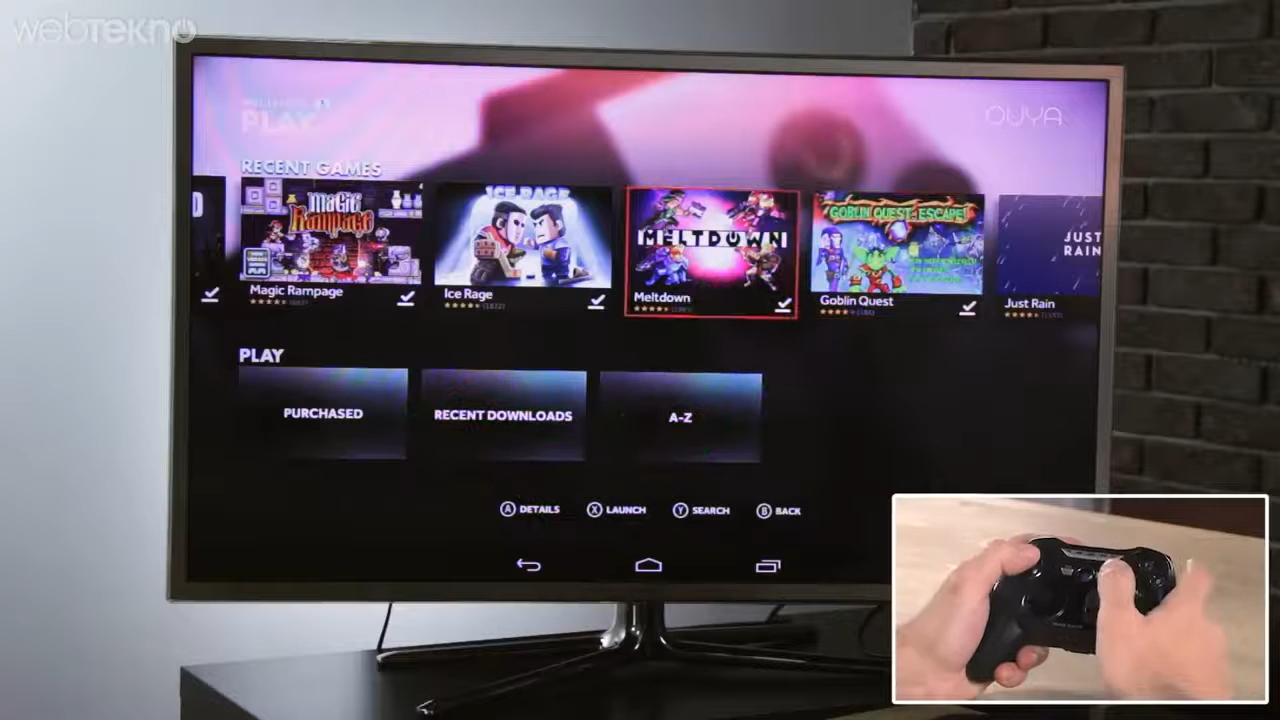 webtekno
PLAY
OUYA
RECENT GAMES
Magic
Rampage
ICE RAGE
MELTDOWN
GOBLIN QUEST: ESCAPE!
JUST
RAIN
Magic Rampage
Ice Rage
Meltdown
Goblin Quest
Just Rain
PLAY
PURCHASED
RECENT DOWNLOADS
A-Z
A DETAILS
X LAUNCH
Y SEARCH
B BACK